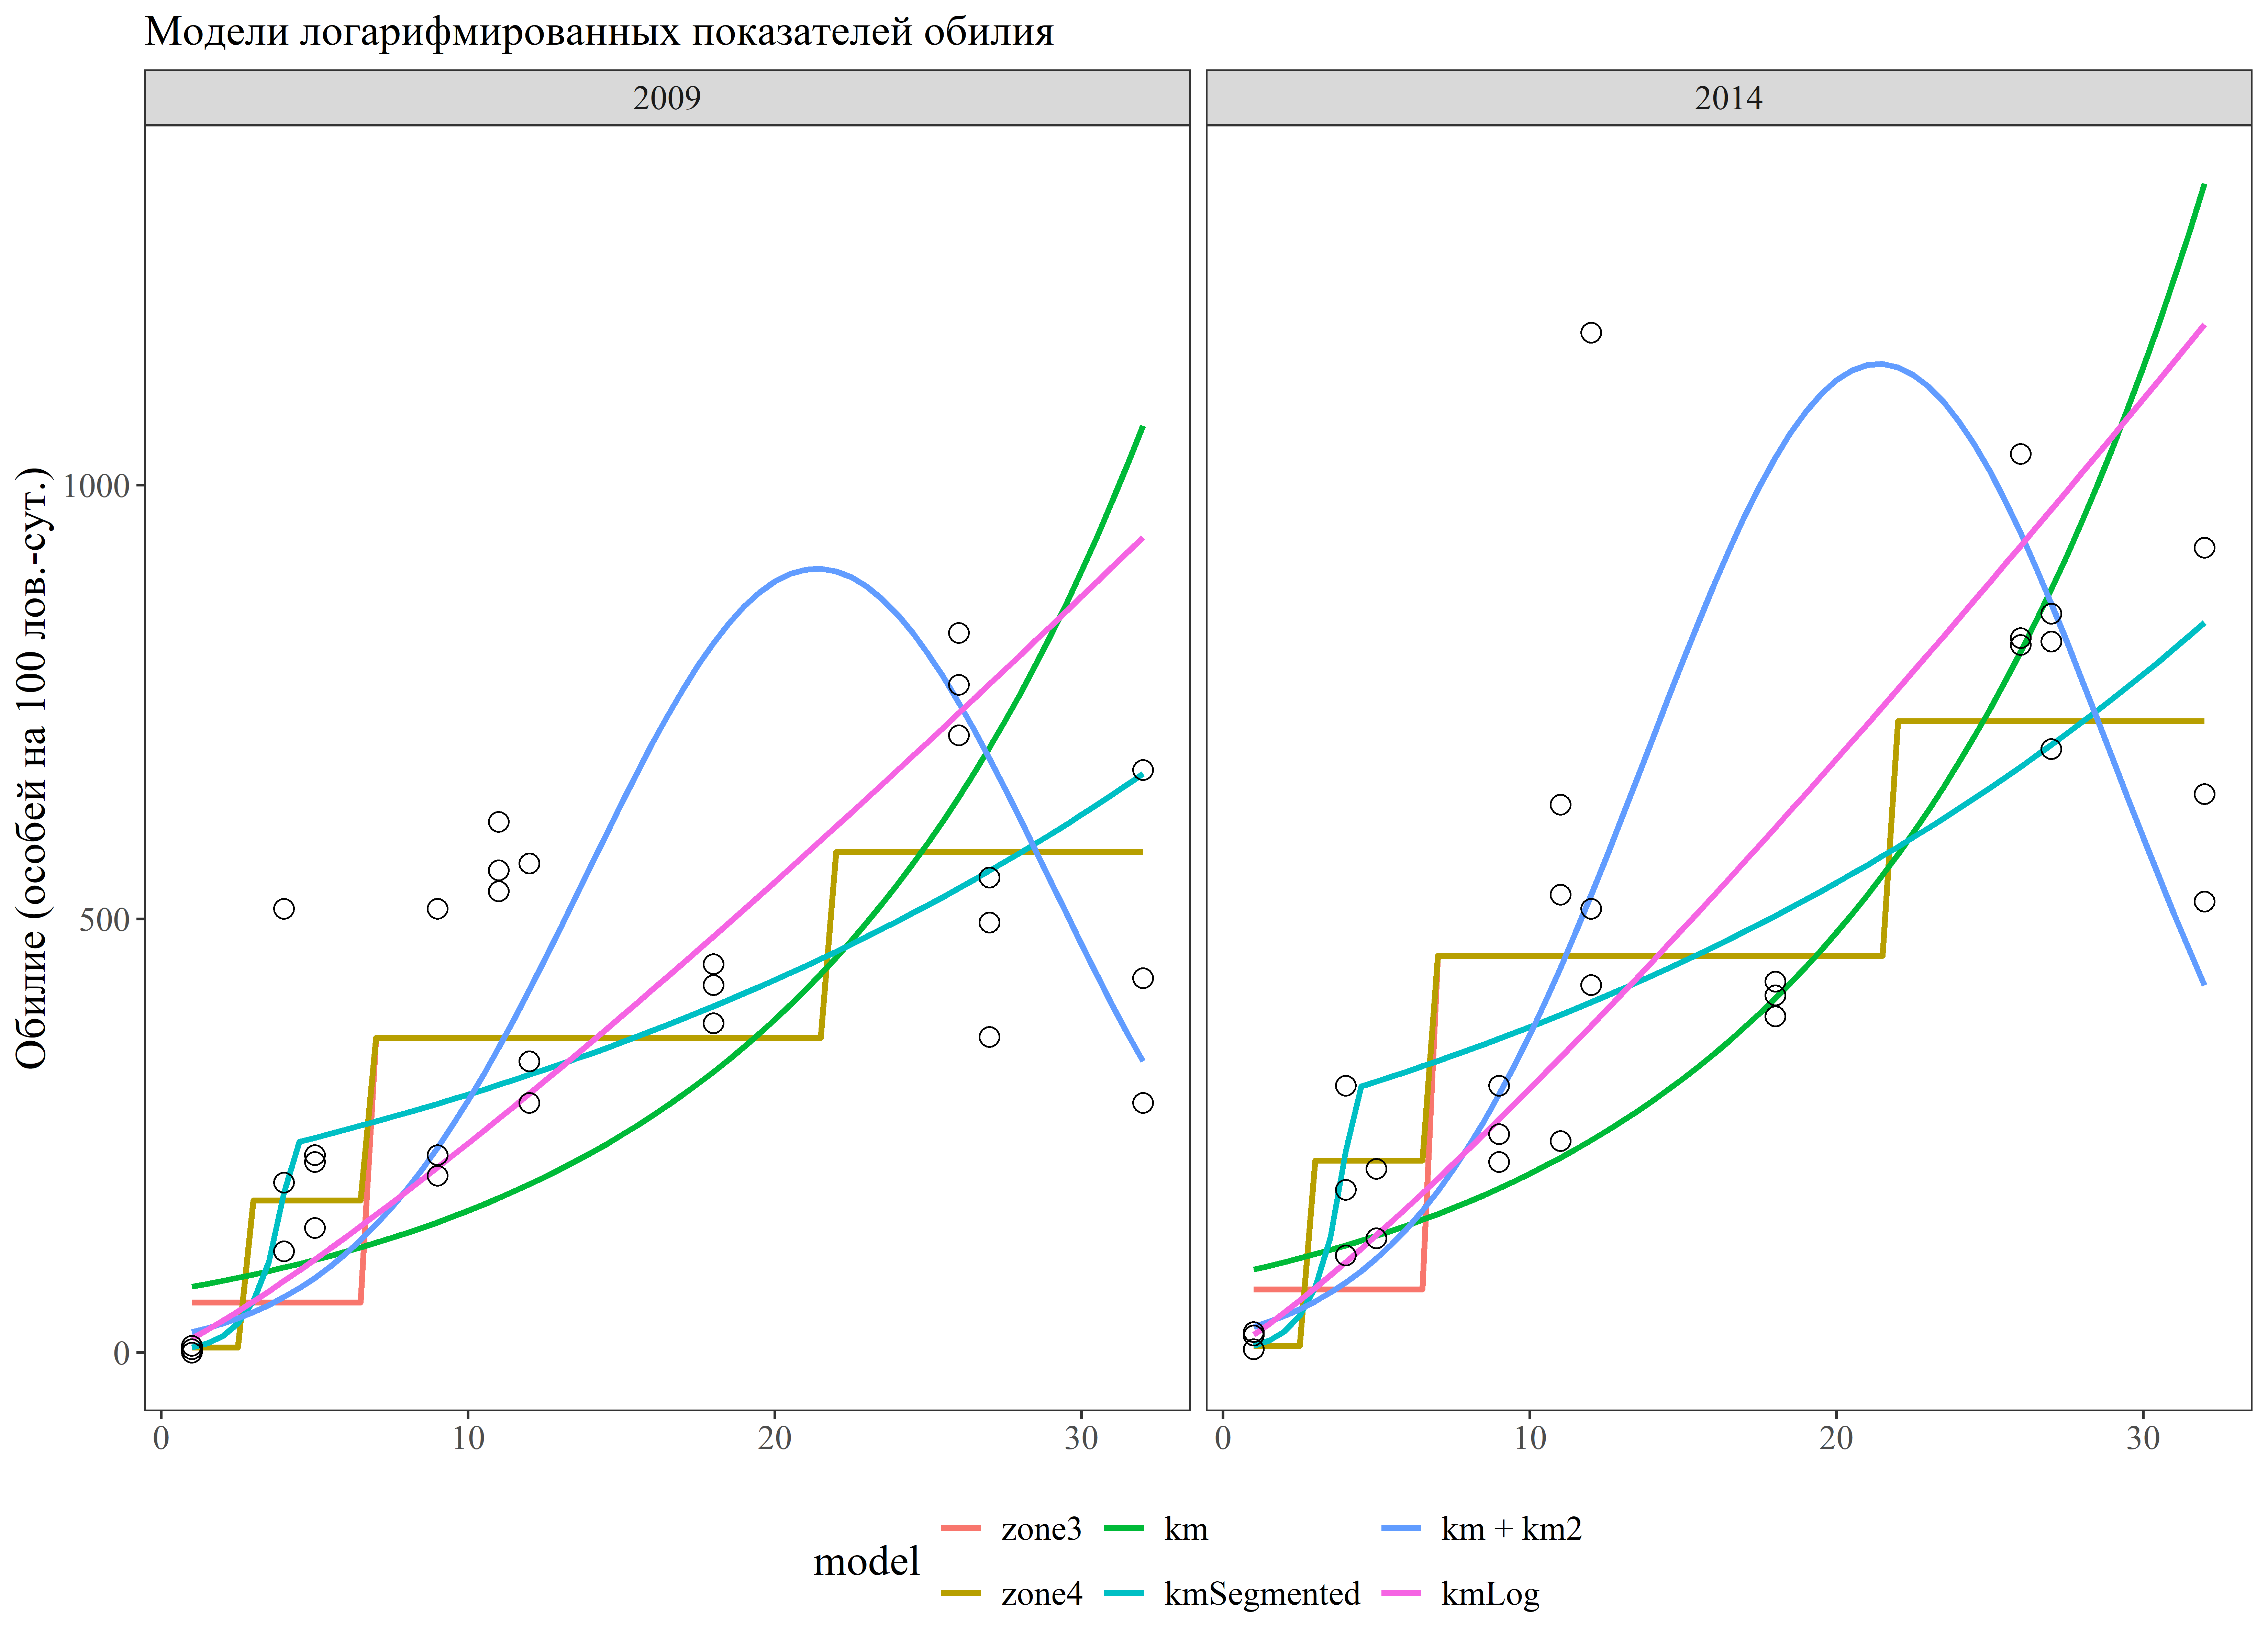 Модели логарифмированных показателей обилия
2009
2014
Обилие (особей на 100 лов.-сут.)
1000
500
0
0 10 20 30
0 10 20 30
model
zone3 km km + km2
zone4 kmSegmented kmLog